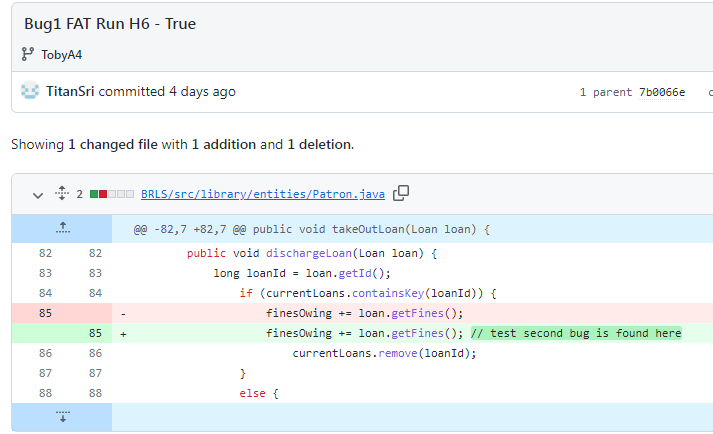 Bug1 FAT Run H6 - True
TobyA4
TitanSri committed 4 days ago
1 parent 7b0066e
Showing 1 changed file with 1 addition and 1 deletion.
2 BRLS/src/library/entities/Patron.java
@@ -82,7 +82,7 @@ public void takeOutLoan(Loan loan) {
82 82 public void dischargeLoan(Loan loan) {
83 83 long loanId = loan.getId();
84 84 if (currentLoans.containsKey(loanId)) {
85 - finesOwing += loan.getFines();
85 + finesOwing += loan.getFines(); // test second bug is found here
86 86 currentLoans.remove(loanId);
87 87 }
88 88 else {